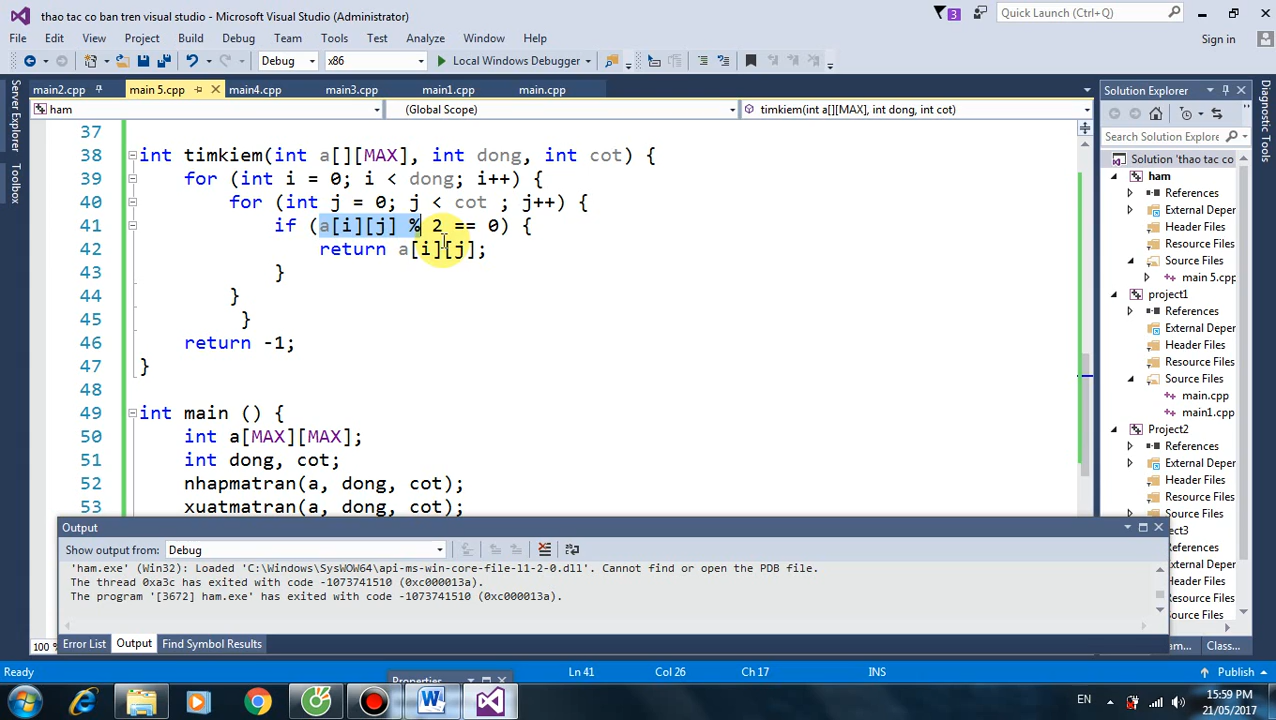 thao tac co ban tren visual studio - Microsoft Visual Studio (Administrator)
3
Quick Launch (Ctrl+Q)
File Edit View Project Build Debug Team Tools Test Analyze Window Help
Sign in
Debug x86 Local Windows Debugger
main2.cpp main 5.cpp main4.cpp main3.cpp main1.cpp main.cpp
Solution Explorer
ham (Global Scope) timkiem(int a[][MAX], int dong, int cot)
Server Explorer
Toolbox
Diagnostic Tools
37
38 int timkiem(int a[][MAX], int dong, int cot) {
39 for (int i = 0; i < dong; i++) {
40 for (int j = 0; j < cot ; j++) {
41 if (a[i][j] % 2 == 0) {
42 return a[i][j];
43 }
44 }
45 }
46 return -1;
47 }
48
49 int main () {
50 int a[MAX][MAX];
51 int dong, cot;
52 nhapmatran(a, dong, cot);
53 xuatmatran(a, dong, cot);
Search Solution Explorer
Solution 'thao tac co
ham
References
External Deper
Header Files
Resource Files
Source Files
main 5.cpp
project1
References
External Deper
Header Files
Resource Files
Source Files
main.cpp
main1.cpp
Project2
References
External Deper
Header Files
Resource Files
Source Files
ject3
References
External Deper
Header Files
Resource Files
Source Files
Output
Show output from: Debug
'ham.exe' (Win32): Loaded 'C:\Windows\SysWOW64\api-ms-win-core-file-l1-2-0.dll'. Cannot find or open the PDB file.
The thread 0xa3c has exited with code -1073741510 (0xc000013a).
The program '[3672] ham.exe' has exited with code -1073741510 (0xc000013a).
100 %
Error List Output Find Symbol Results
am... Class...
Ready Ln 41 Col 26 Ch 17 INS Publish
Properties
EN
15:59 PM
21/05/2017